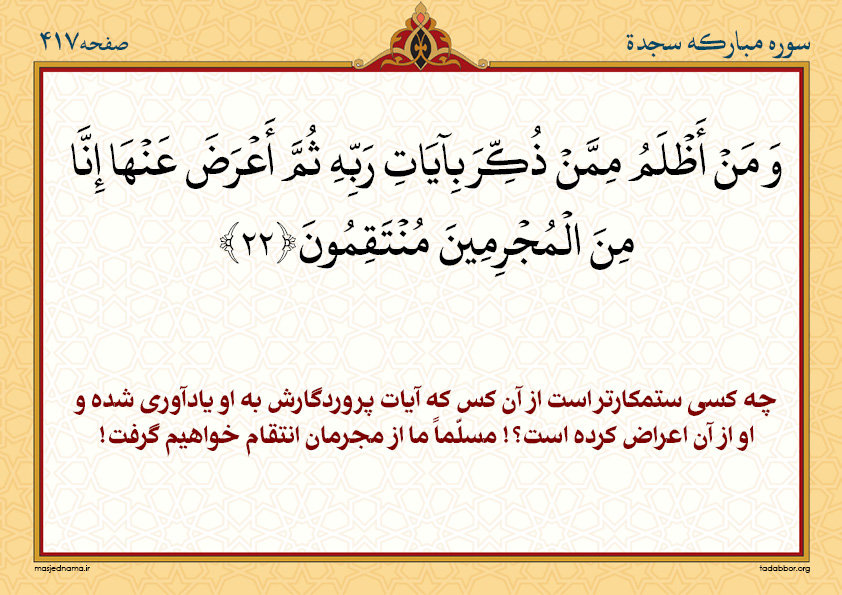 سوره مبارکه سجدة
صفحه۴۱۷
وَ مَنْ أَظْلَمُ مِمَّنْ ذُكِّرَ بِآيَاتِ رَبِّهِ ثُمَّ أَعْرَضَ عَنْهَا إِنَّا
مِنَ الْمُجْرِمِينَ مُنْتَقِمُونَ ﴿۲۲﴾
چه کسی ستمکارتر است از آن کس که آیات پروردگارش به او یادآوری شده و
او از آن اعراض کرده است؟! مسلّماً ما از مجرمان انتقام خواهیم گرفت!
masjednama.ir
tadabbor.org